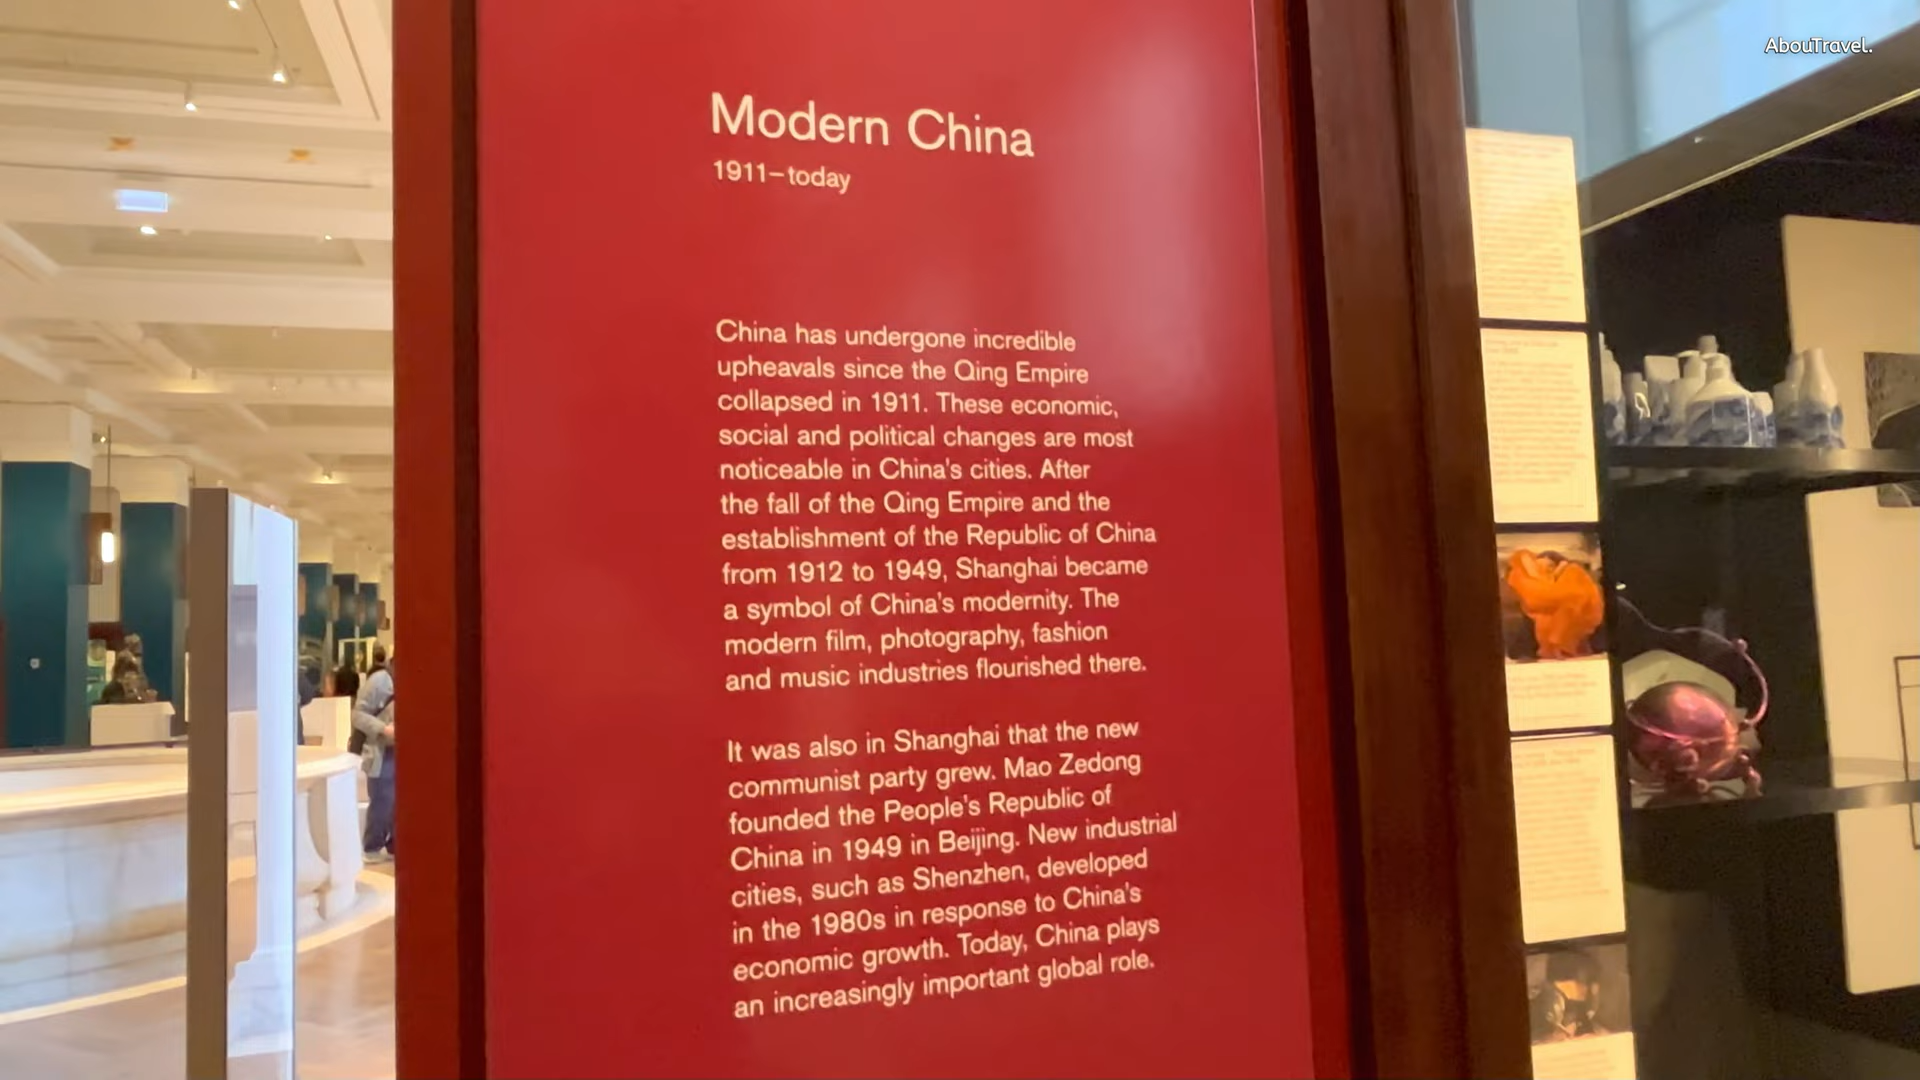 AbouTravel.
Modern China
1911–today
China has undergone incredible
upheavals since the Qing Empire
collapsed in 1911. These economic,
social and political changes are most
noticeable in China's cities. After
the fall of the Qing Empire and the
establishment of the Republic of China
from 1912 to 1949, Shanghai became
a symbol of China's modernity. The
modern film, photography, fashion
and music industries flourished there.
It was also in Shanghai that the new
communist party grew. Mao Zedong
founded the People's Republic of
China in 1949 in Beijing. New industrial
cities, such as Shenzhen, developed
in the 1980s in response to China's
economic growth. Today, China plays
an increasingly important global role.